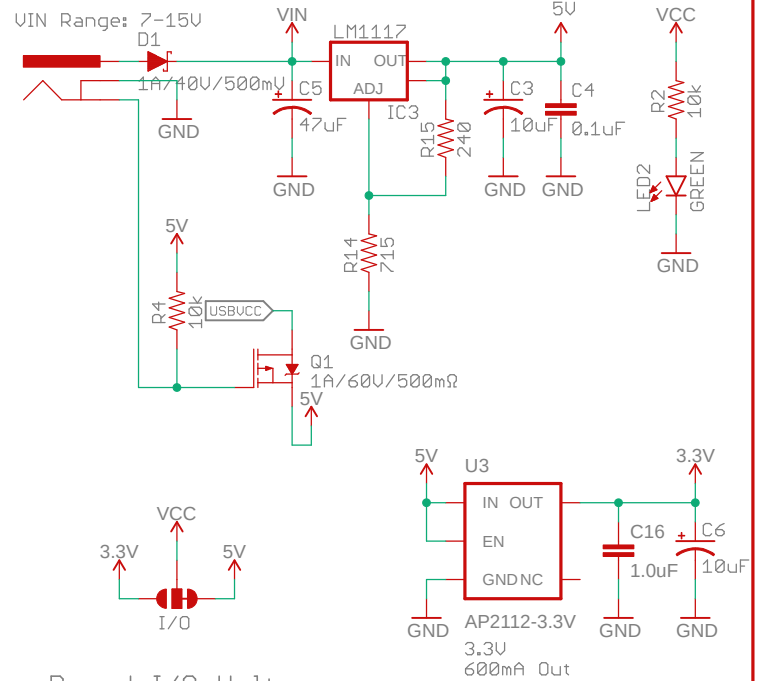 VIN Range: 7-15V
D1
1A/40V/500mV
GND
VIN
C5
47uF
GND
LM1117
IN OUT
ADJ
IC3
R15
240
R14
715
GND
5V
C3
10uF
GND
C4
0.1uF
GND
VCC
R2
10k
LED2
GREEN
GND
5V
R4
10k
USBVCC
Q1
1A/60V/500mΩ
5V
VCC
3.3V
5V
I/O
5V
U3
IN OUT
EN
GND NC
GND
AP2112-3.3V
3.3V
600mA Out
3.3V
C16
1.0uF
GND
C6
10uF
GND